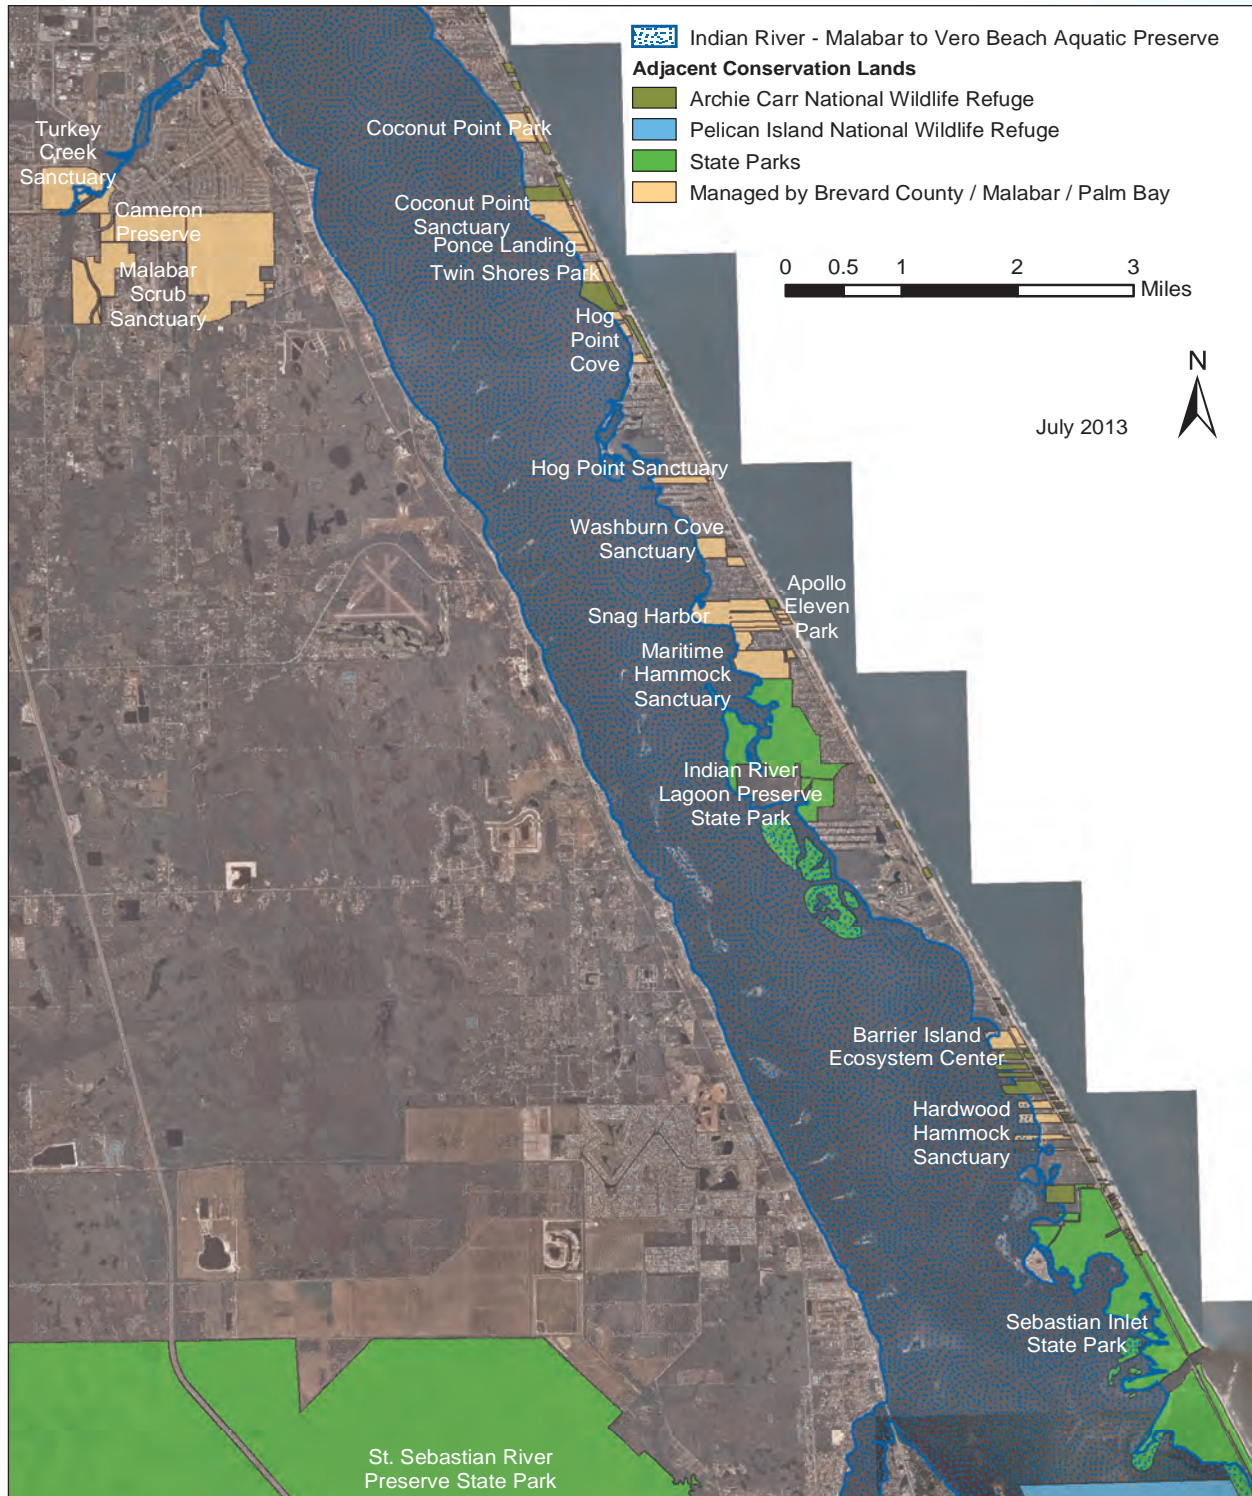 Indian River - Malabar to Vero Beach Aquatic Preserve
Adjacent Conservation Lands
Archie Carr National Wildlife Refuge
Pelican Island National Wildlife Refuge
State Parks
Managed by Brevard County / Malabar / Palm Bay
0 0.5 1 2 3
Miles
N
July 2013
Turkey
Creek
Sanctuary
Cameron
Preserve
Malabar
Scrub
Sanctuary
Coconut Point Park
Coconut Point
Sanctuary
Ponce Landing
Twin Shores Park
Hog
Point
Cove
Hog Point Sanctuary
Washburn Cove
Sanctuary
Apollo
Eleven
Park
Snag Harbor
Maritime
Hammock
Sanctuary
Indian River
Lagoon Preserve
State Park
Barrier Island
Ecosystem Center
Hardwood
Hammock
Sanctuary
Sebastian Inlet
State Park
St. Sebastian River
Preserve State Park